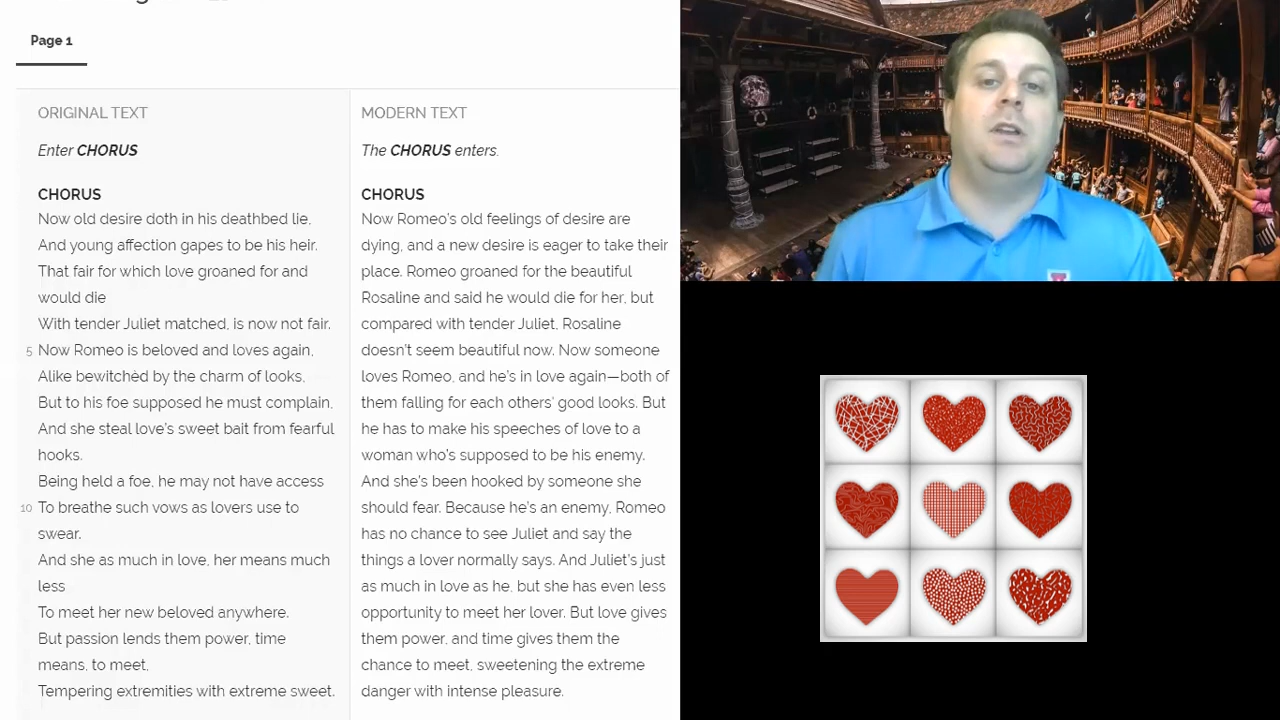 Page 1
ORIGINAL TEXT
Enter CHORUS
CHORUS
Now old desire doth in his deathbed lie,
And young affection gapes to be his heir.
That fair for which love groaned for and
would die
With tender Juliet matched, is now not fair.
5 Now Romeo is beloved and loves again,
Alike bewitchèd by the charm of looks,
But to his foe supposed he must complain,
And she steal love's sweet bait from fearful
hooks.
Being held a foe, he may not have access
10 To breathe such vows as lovers use to
swear.
And she as much in love, her means much
less
To meet her new beloved anywhere.
But passion lends them power, time
means, to meet,
Tempering extremities with extreme sweet.
MODERN TEXT
The CHORUS enters.
CHORUS
Now Romeo's old feelings of desire are
dying, and a new desire is eager to take their
place. Romeo groaned for the beautiful
Rosaline and said he would die for her, but
compared with tender Juliet, Rosaline
doesn't seem beautiful now. Now someone
loves Romeo, and he's in love again—both of
them falling for each others' good looks. But
he has to make his speeches of love to a
woman who's supposed to be his enemy.
And she's been hooked by someone she
should fear. Because he's an enemy, Romeo
has no chance to see Juliet and say the
things a lover normally says. And Juliet's just
as much in love as he, but she has even less
opportunity to meet her lover. But love gives
them power, and time gives them the
chance to meet, sweetening the extreme
danger with intense pleasure.